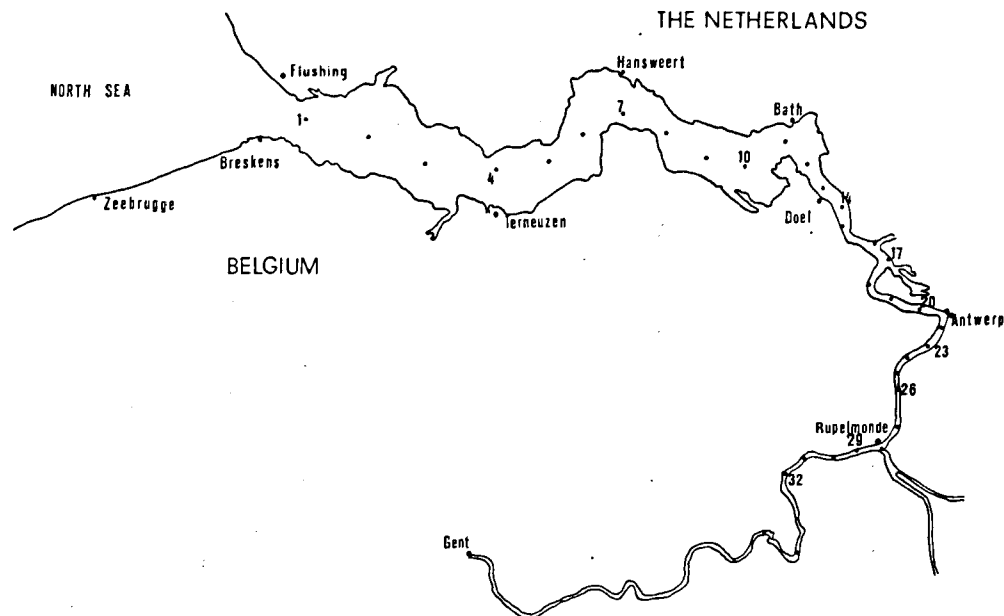 THE NETHERLANDS
NORTH SEA
Flushing
Hansweert
1
7
Bath
Breskens
4
10
Zeebrugge
Terneuzen
14
Doel
BELGIUM
17
20
Antwerp
23
26
Rupelmonde
29
32
Gent